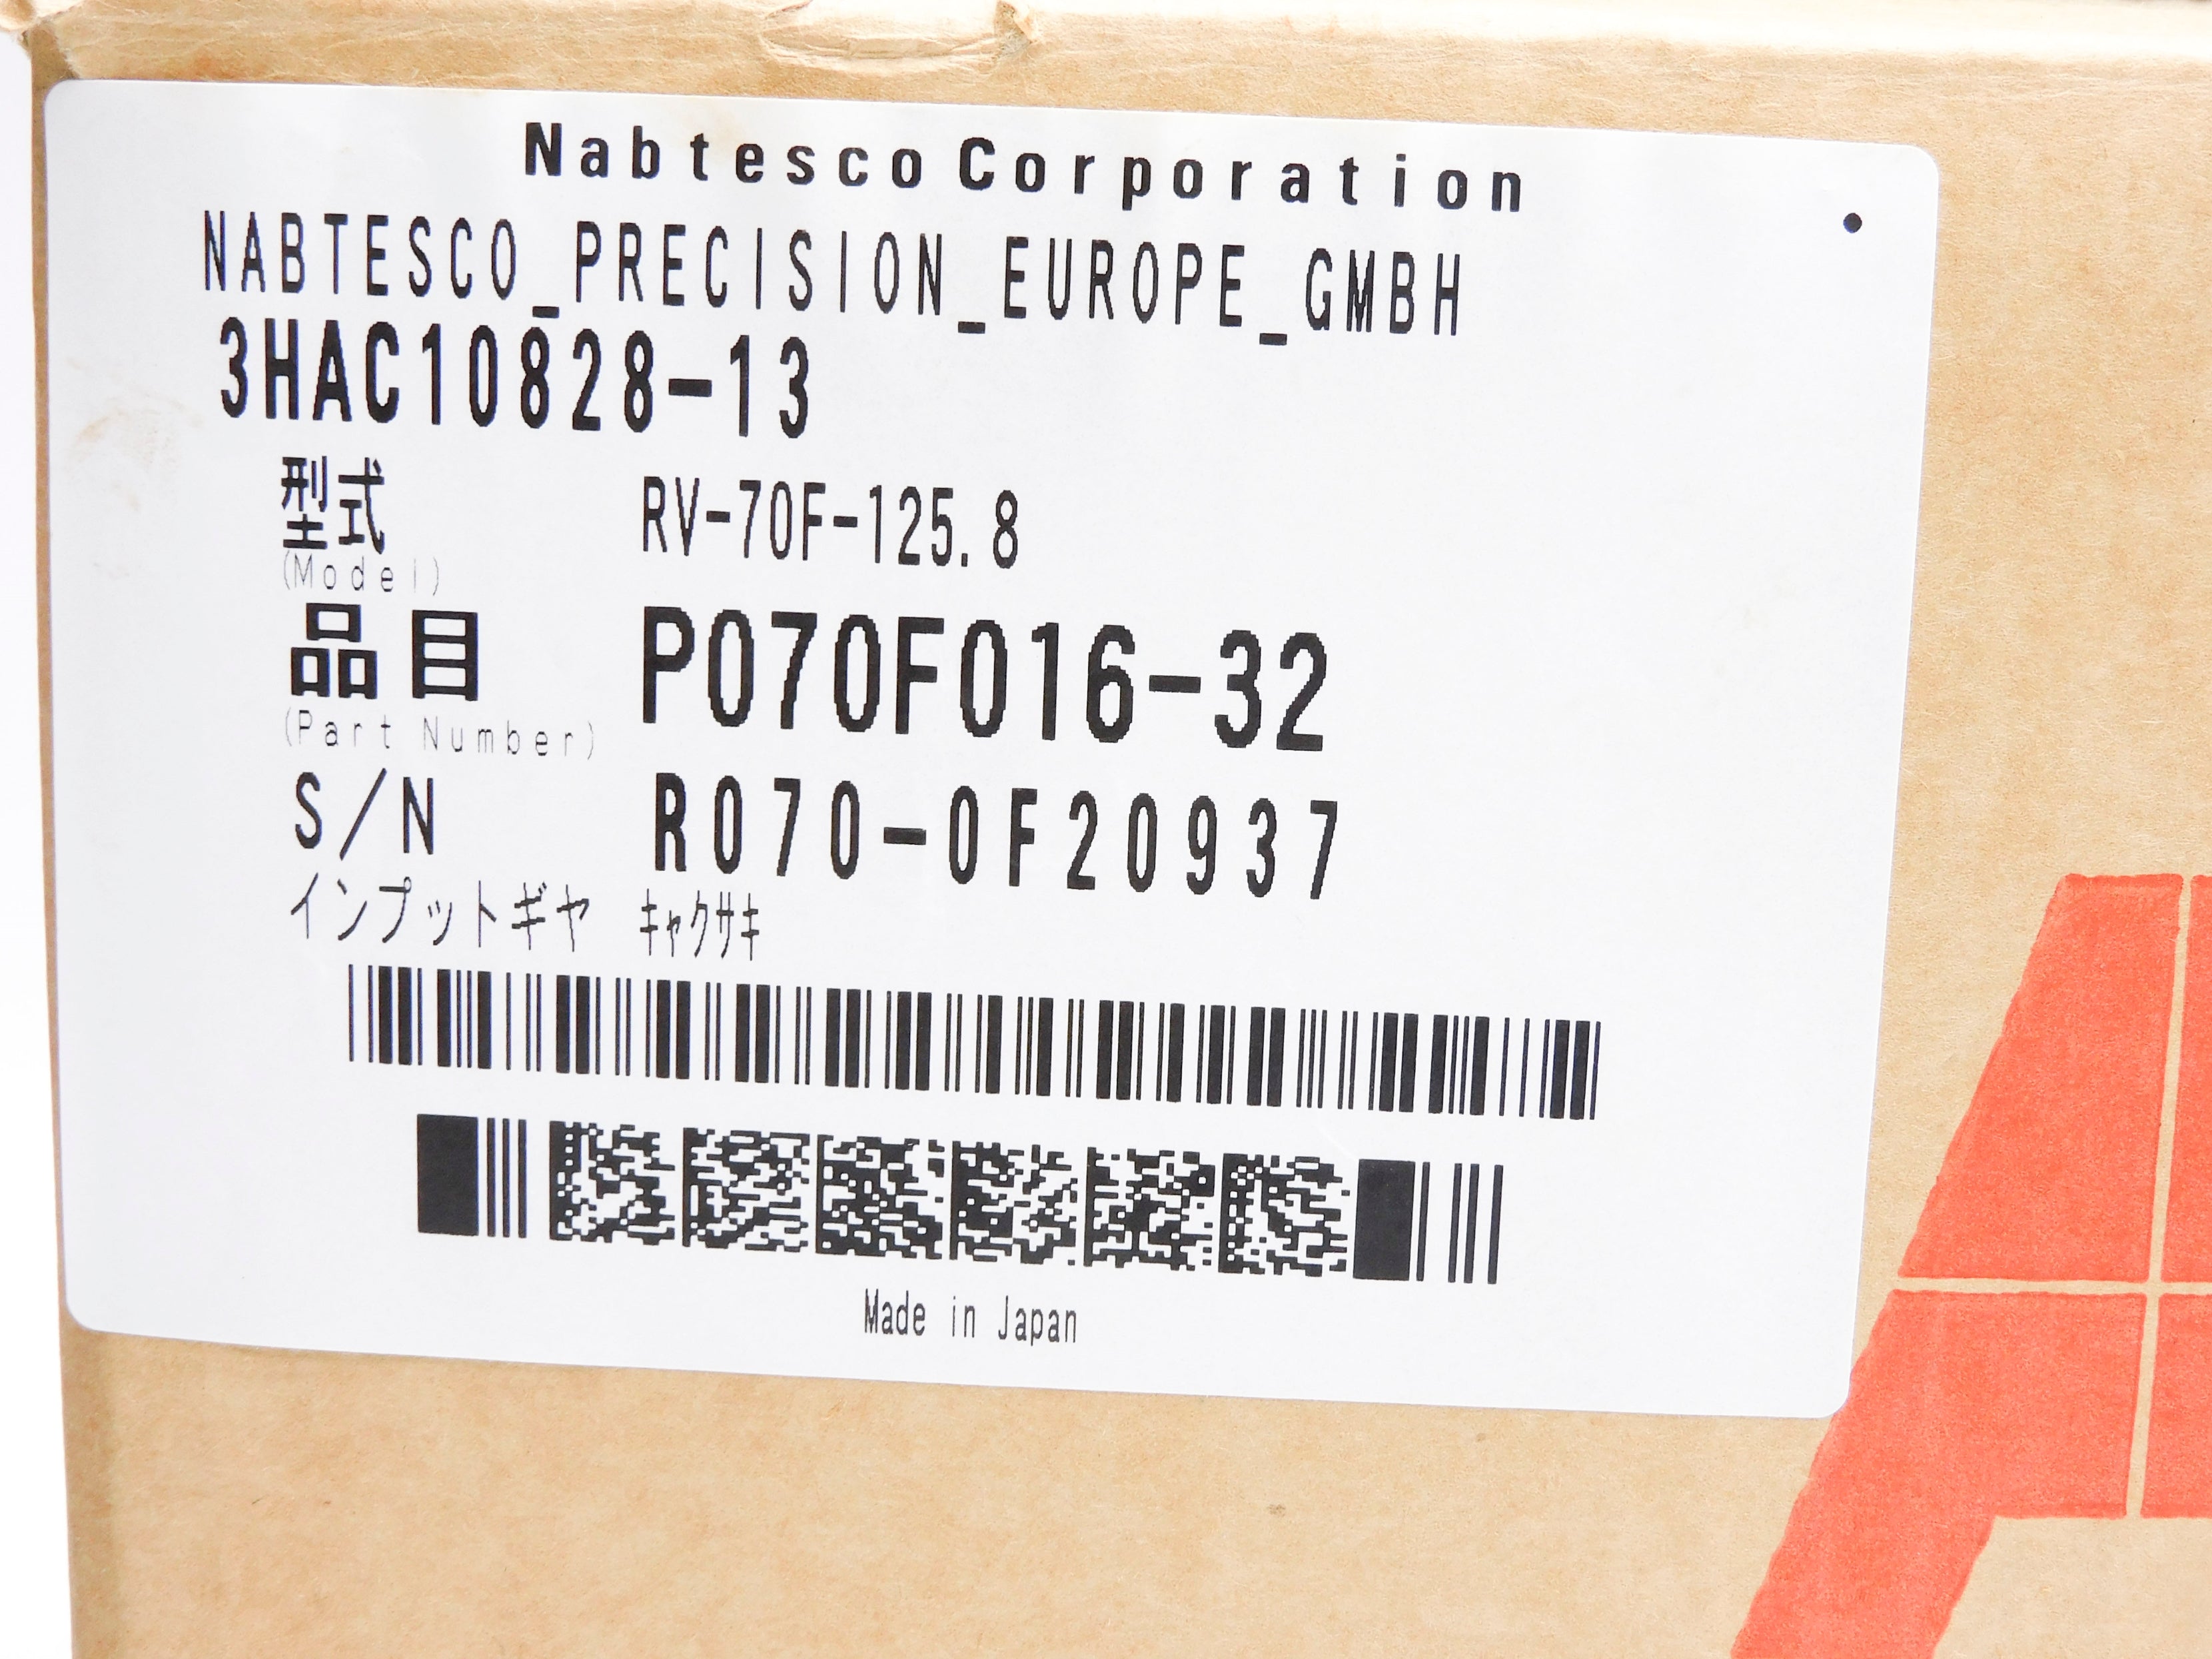 Nabtesco Corporation
NABTESCO_PRECISION_EUROPE_GMBH
3HAC10828-13
型式 RV-70F-125.8
(Model)
品目 P070F016-32
(Part Number)
S/N R070-0F20937
インプットギヤ ｷｬｸｻｷ
Made in Japan